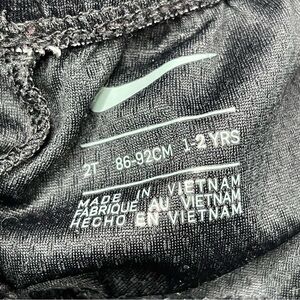 2T 86-92CM 1-2 YRS
MADE IN VIETNAM
FABRIQUÉ AU VIETNAM
HECHO EN VIETNAM